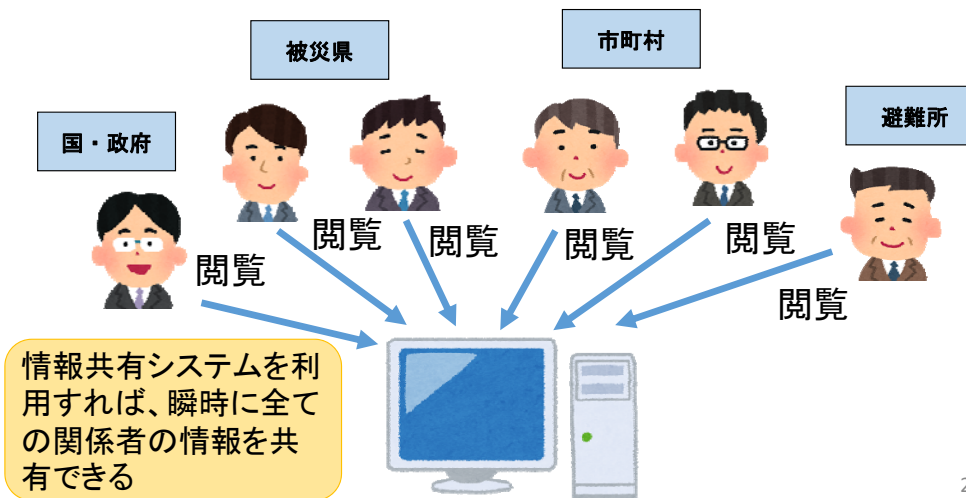 被災県
市町村
国・政府
避難所
閲覧
閲覧
閲覧
閲覧
閲覧
閲覧
情報共有システムを利
用すれば、瞬時に全て
の関係者の情報を共
有できる
2